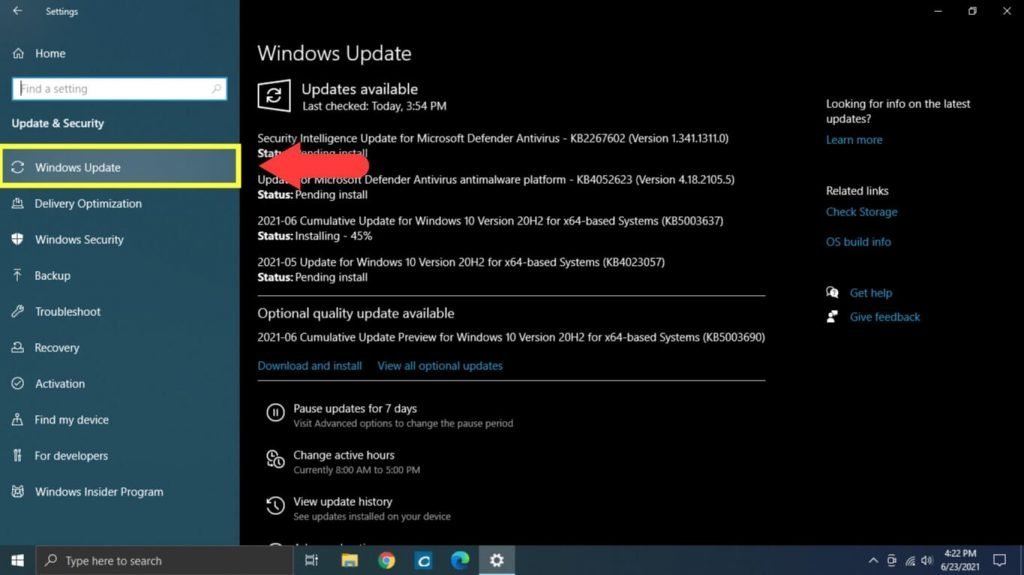 Settings
Home
Find a setting
Update & Security
Windows Update
Delivery Optimization
Windows Security
Backup
Troubleshoot
Recovery
Activation
Find my device
For developers
Windows Insider Program
Windows Update
Updates available
Last checked: Today, 3:54 PM
Security Intelligence Update for Microsoft Defender Antivirus - KB2267602 (Version 1.341.1311.0)
Status: Pending install
Update for Microsoft Defender Antivirus antimalware platform - KB4052623 (Version 4.18.2105.5)
Status: Pending install
2021-06 Cumulative Update for Windows 10 Version 20H2 for x64-based Systems (KB5003637)
Status: Installing - 45%
2021-05 Update for Windows 10 Version 20H2 for x64-based Systems (KB4023057)
Status: Pending install
Optional quality update available
2021-06 Cumulative Update Preview for Windows 10 Version 20H2 for x64-based Systems (KB5003690)
Download and install View all optional updates
Pause updates for 7 days
Visit Advanced options to change the pause period
Change active hours
Currently 8:00 AM to 5:00 PM
View update history
See updates installed on your device
Looking for info on the latest
updates?
Learn more
Related links
Check Storage
OS build info
Get help
Give feedback
Type here to search
4:22 PM
6/23/2021